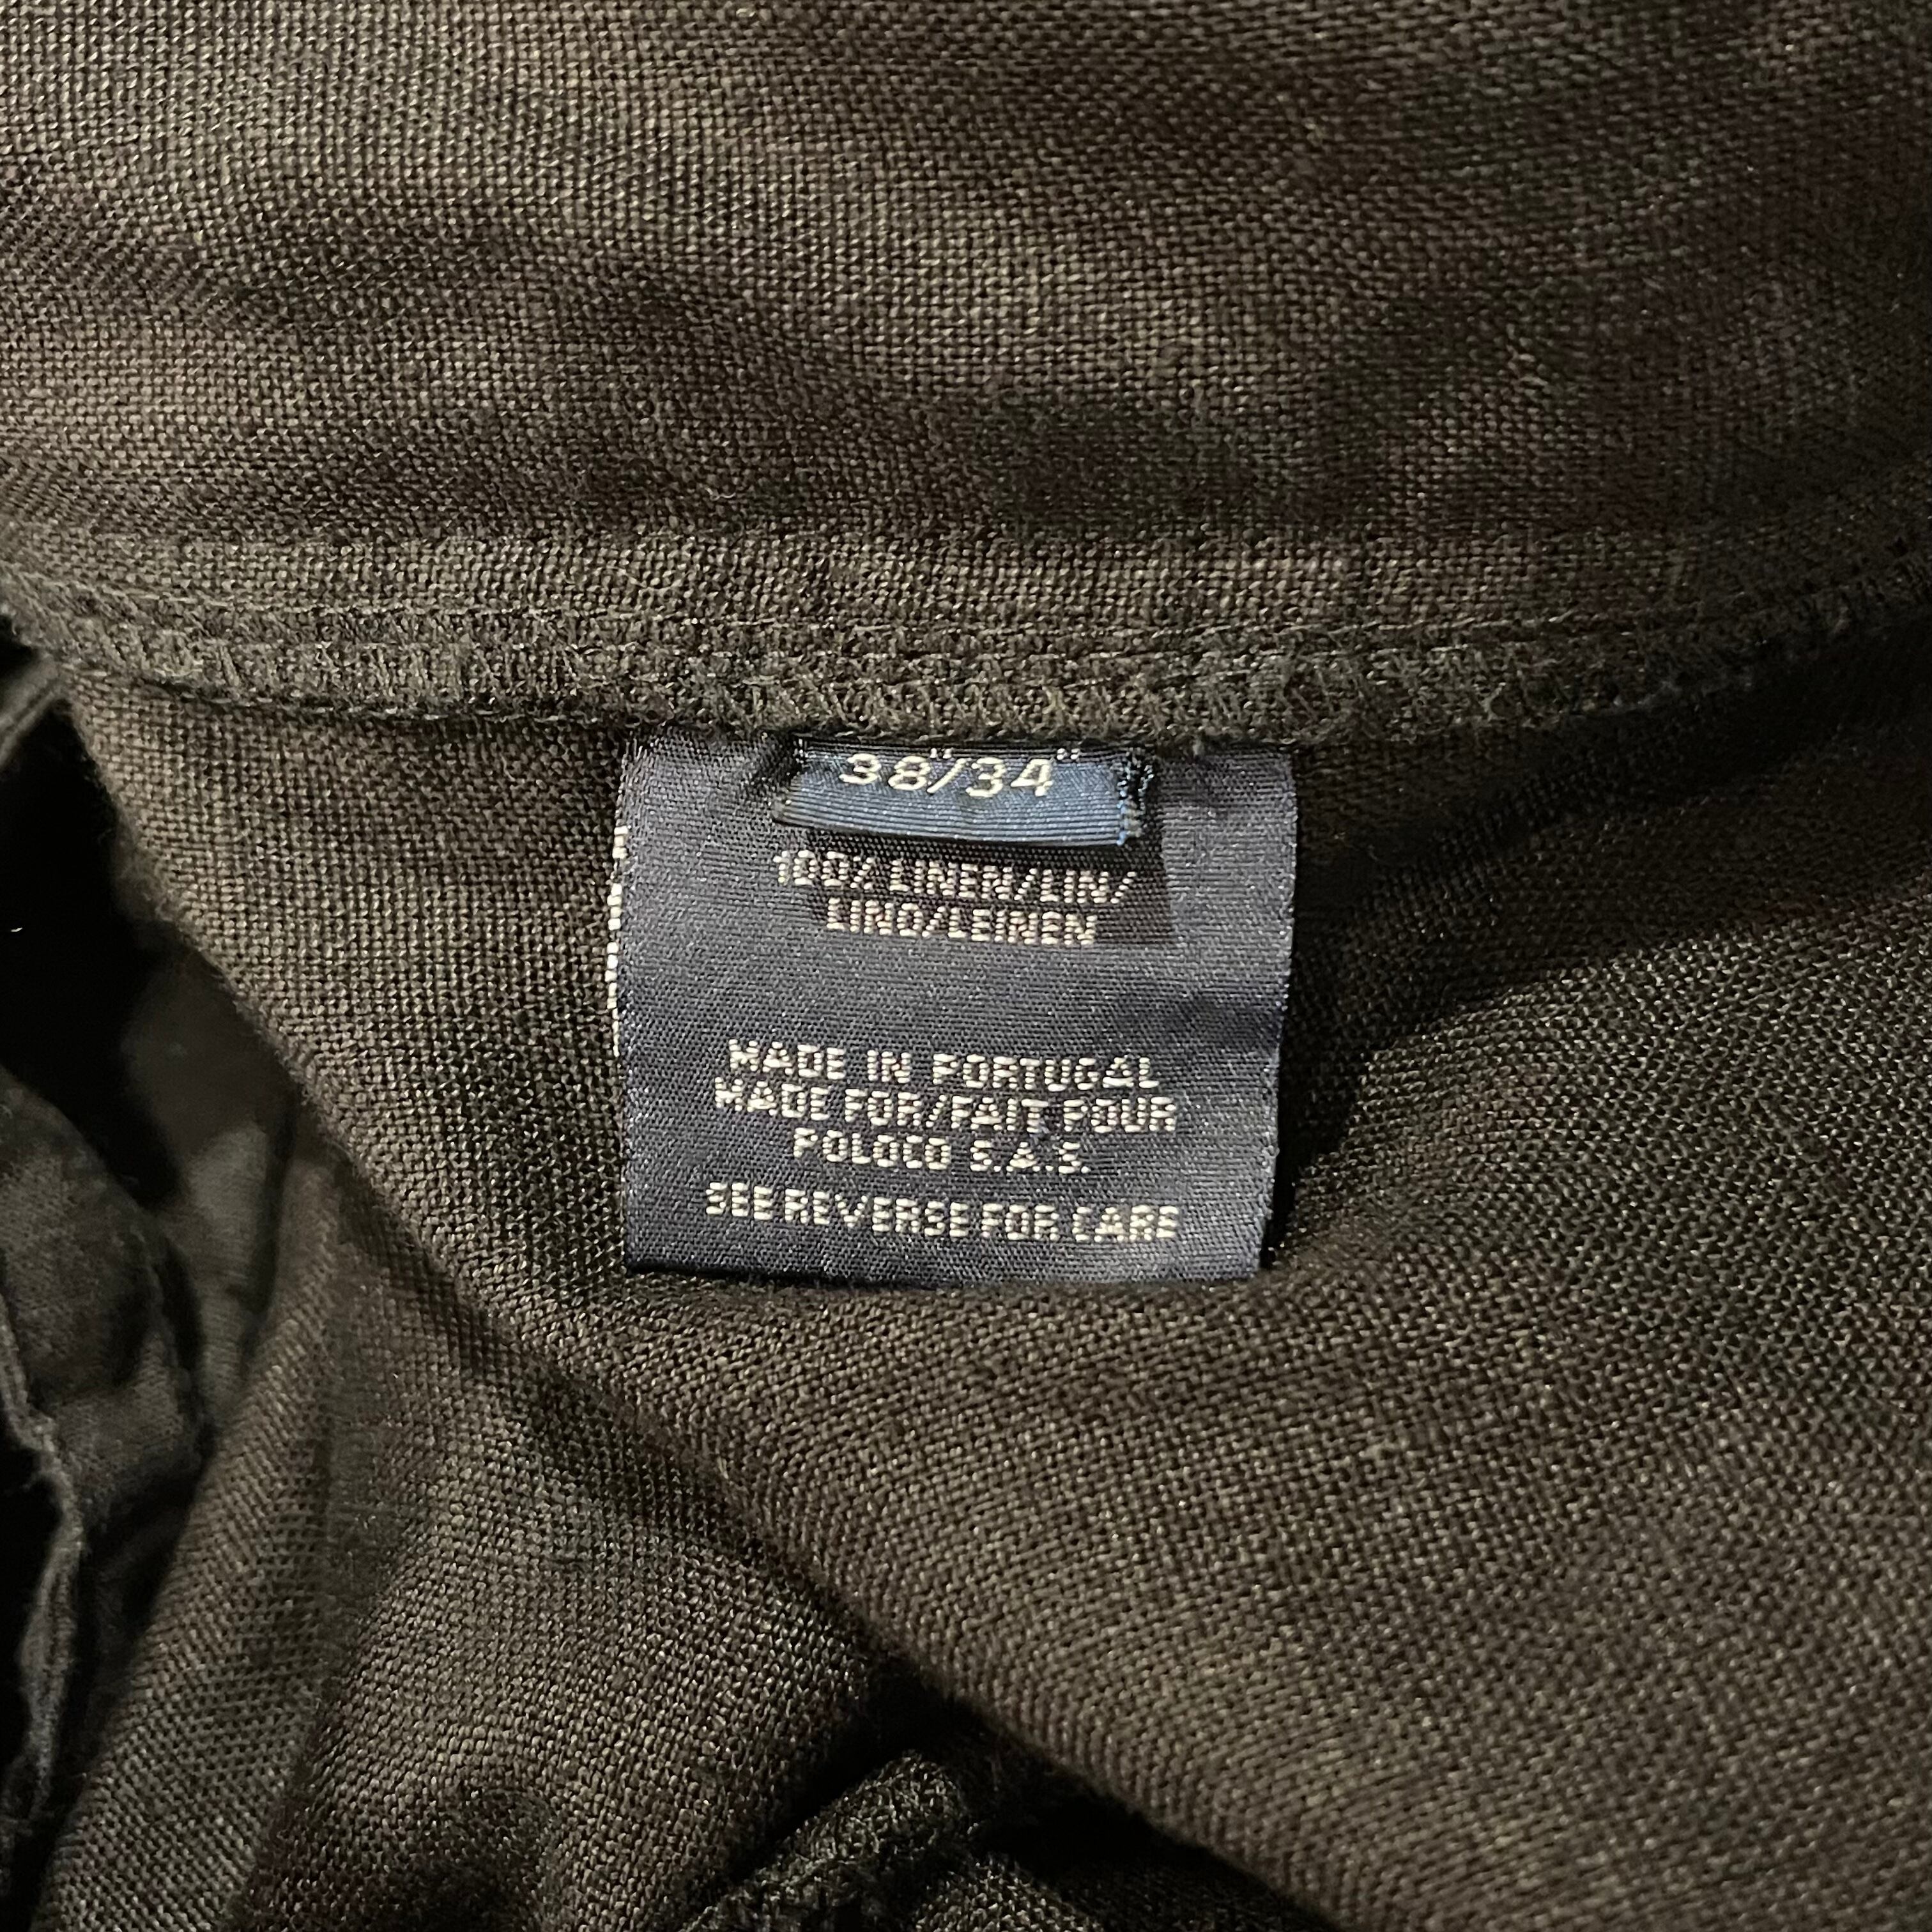 38"/34"
100% LINEN/LIN/
LINO/LEINEN
MADE IN PORTUGAL
MADE FOR/FAIT POUR
POLOCO S.A.S.
SEE REVERSE FOR CARE